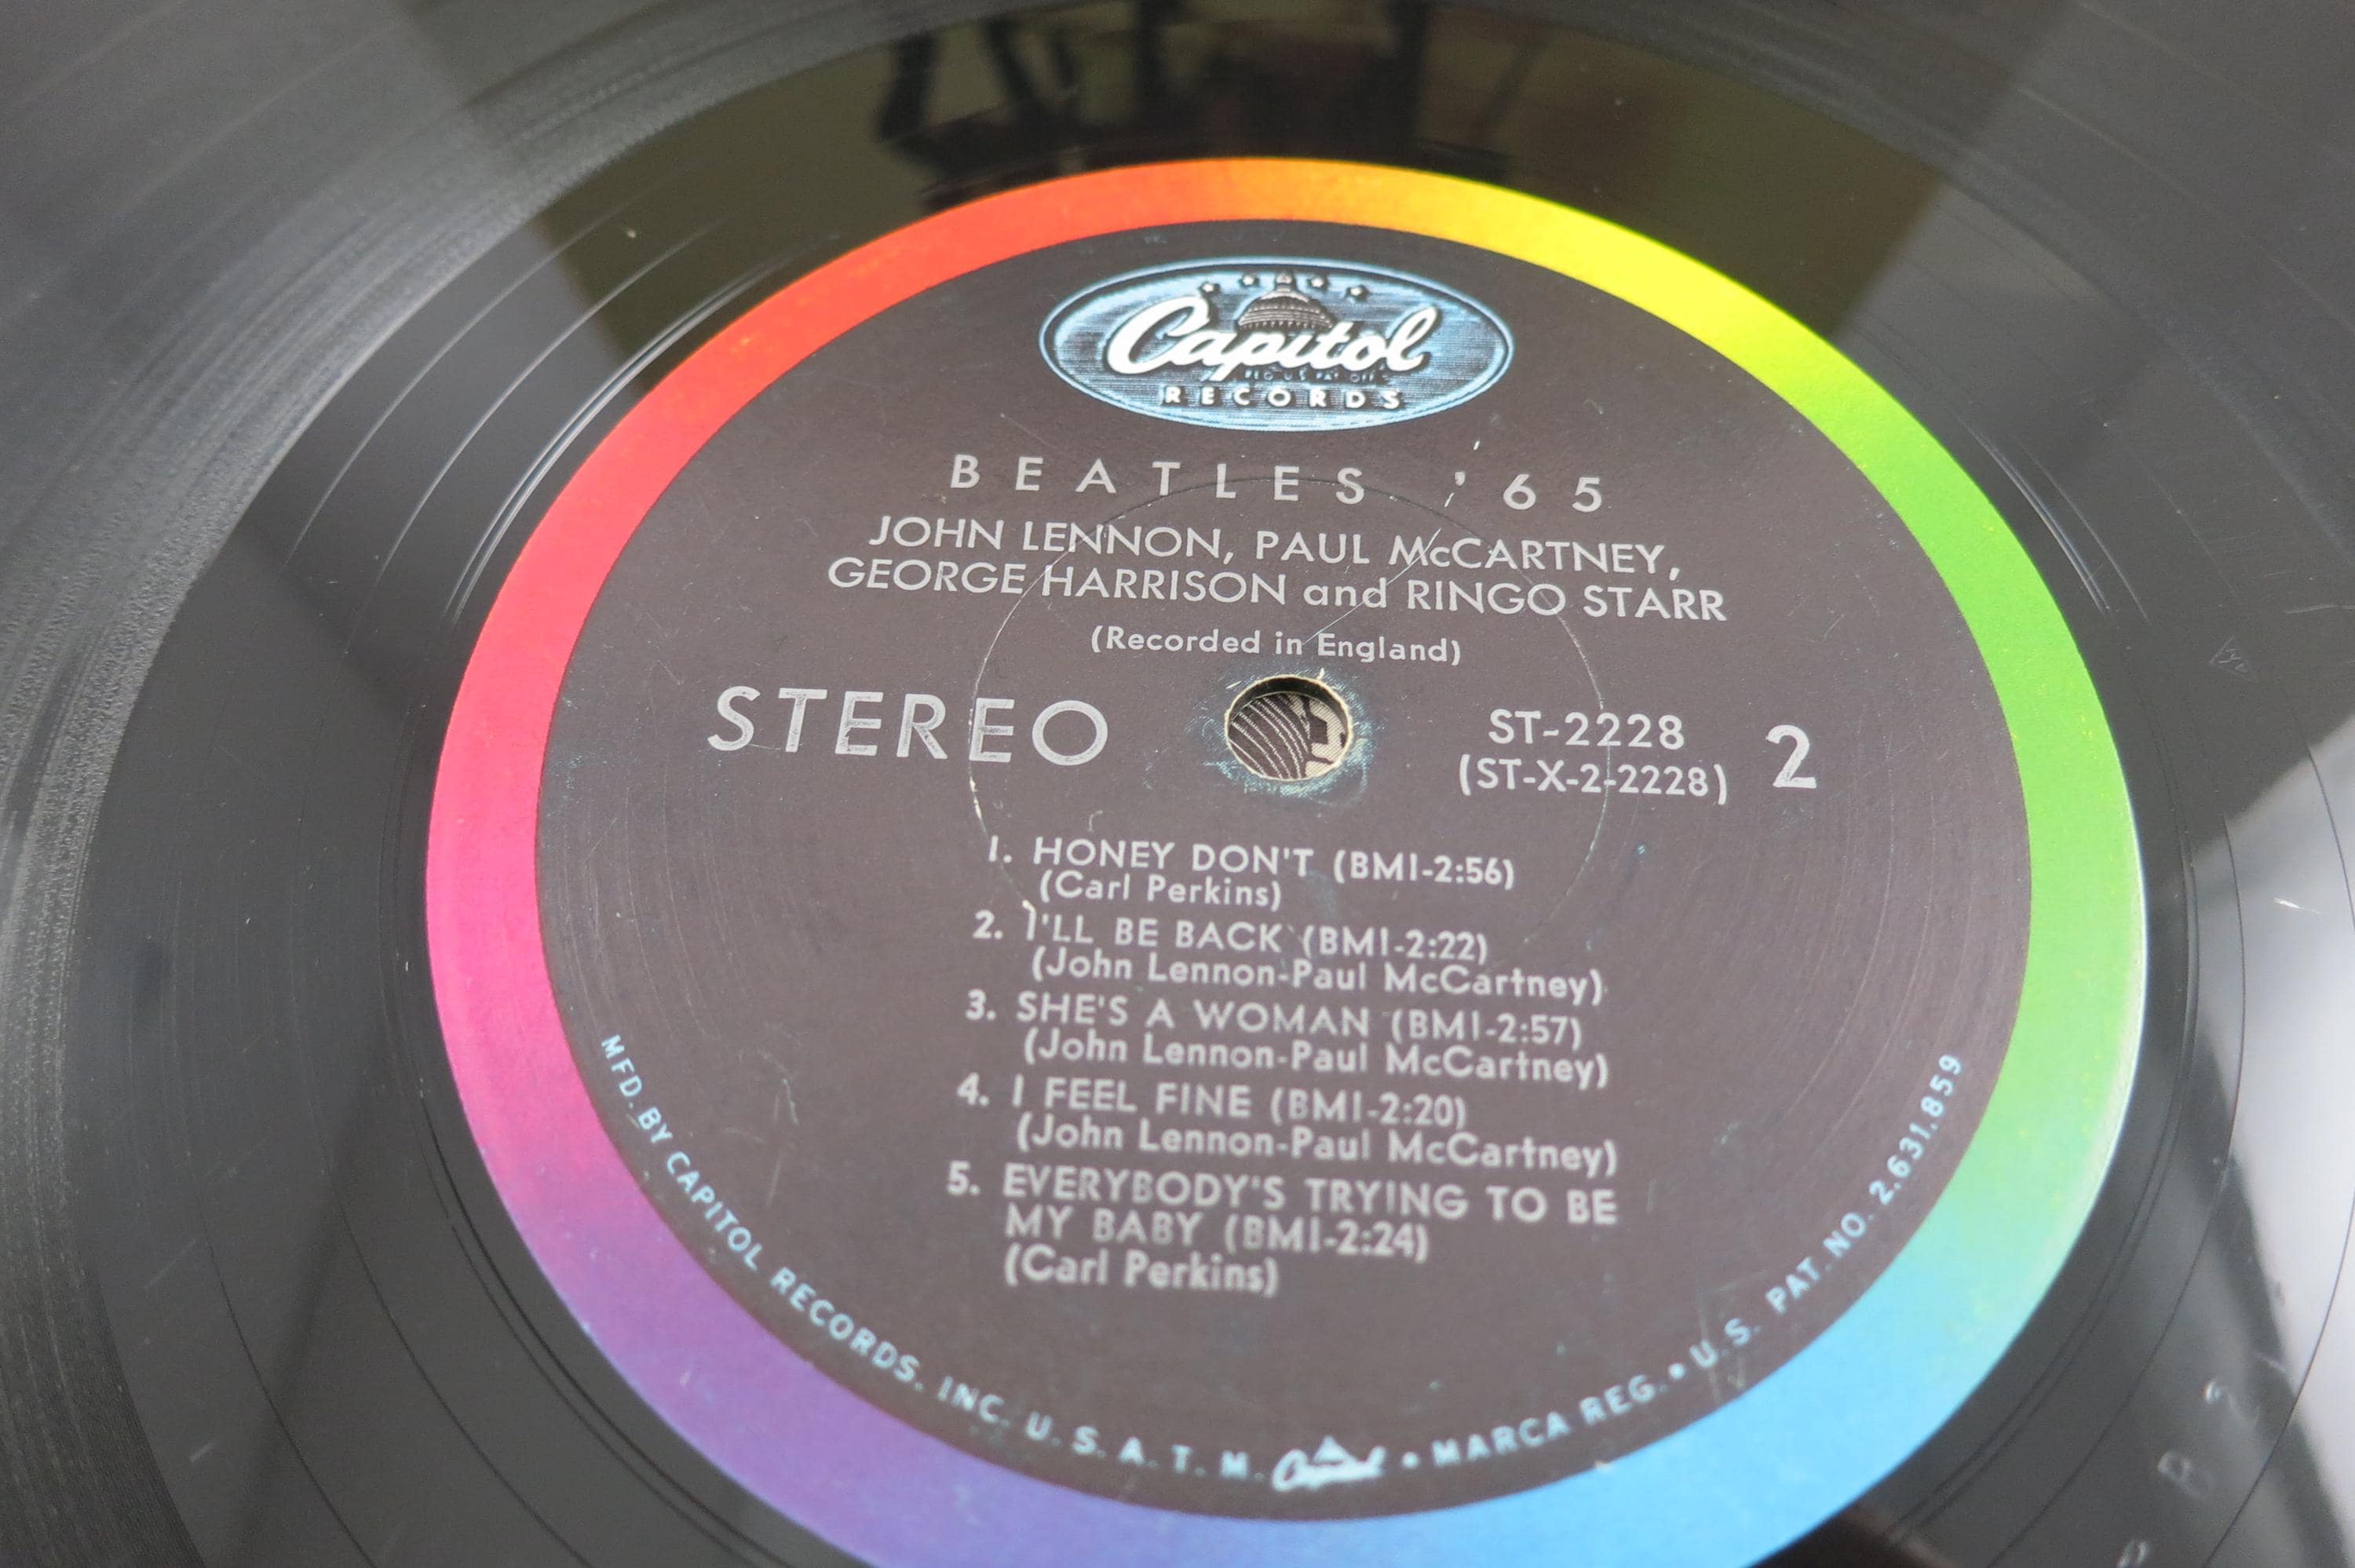 Capitol
RECORDS
BEATLES '65
JOHN LENNON, PAUL McCARTNEY,
GEORGE HARRISON and RINGO STARR
(Recorded in England)
STEREO
ST-2228
(ST-X-2-2228)
2
1. HONEY DON'T (BMI-2:56)
(Carl Perkins)
2. I'LL BE BACK (BMI-2:22)
(John Lennon-Paul McCartney)
3. SHE'S A WOMAN (BMI-2:57)
(John Lennon-Paul McCartney)
4. I FEEL FINE (BMI-2:20)
(John Lennon-Paul McCartney)
5. EVERYBODY'S TRYING TO BE
MY BABY (BMI-2:24)
(Carl Perkins)
MFD. BY CAPITOL RECORDS, INC. U. S. A. T. M. Capitol • MARCA REG. • U.S. PAT. NO. 2,631,859